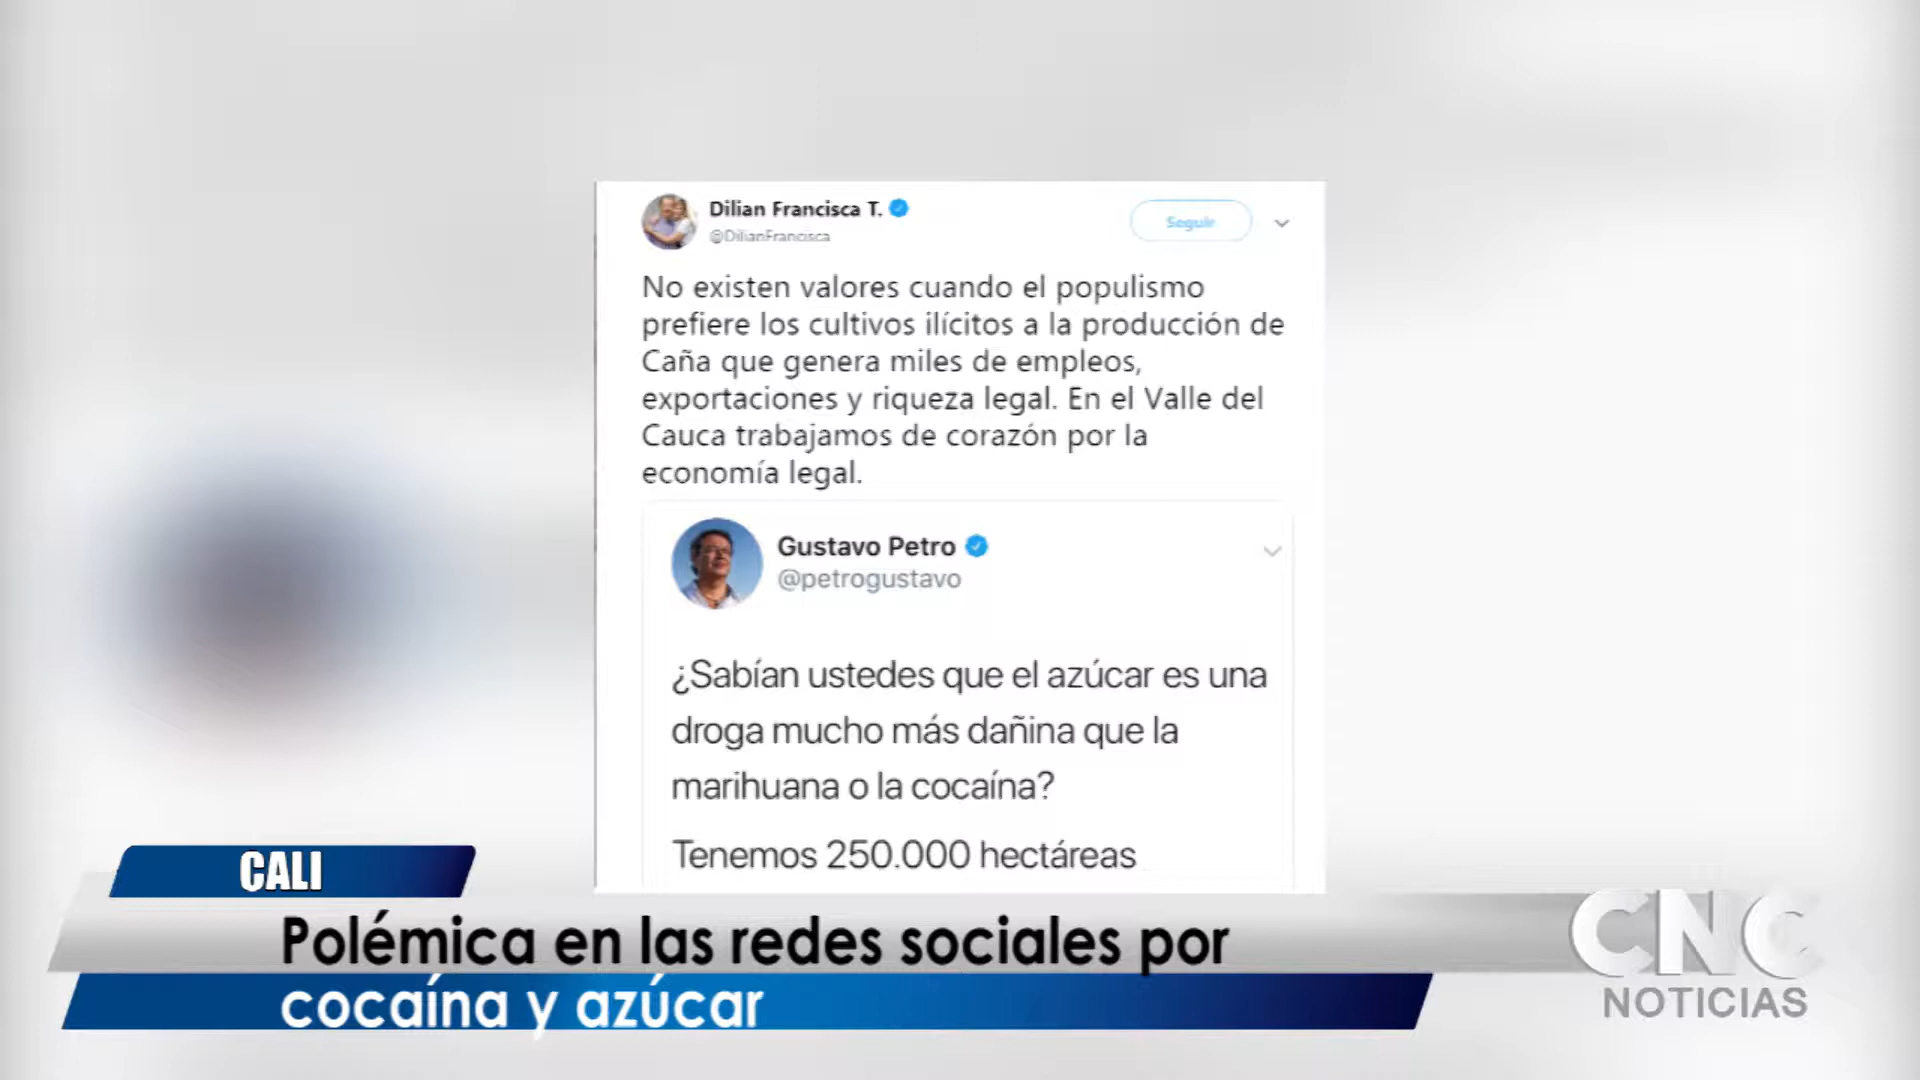 Dilian Francisca T.
@DilianFrancisca
Seguir
No existen valores cuando el populismo
prefiere los cultivos ilícitos a la producción de
Caña que genera miles de empleos,
exportaciones y riqueza legal. En el Valle del
Cauca trabajamos de corazón por la
economía legal.
Gustavo Petro
@petrogustavo
¿Sabían ustedes que el azúcar es una
droga mucho más dañina que la
marihuana o la cocaína?
Tenemos 250.000 hectáreas
CALI
Polémica en las redes sociales por
cocaína y azúcar
CNC
NOTICIAS